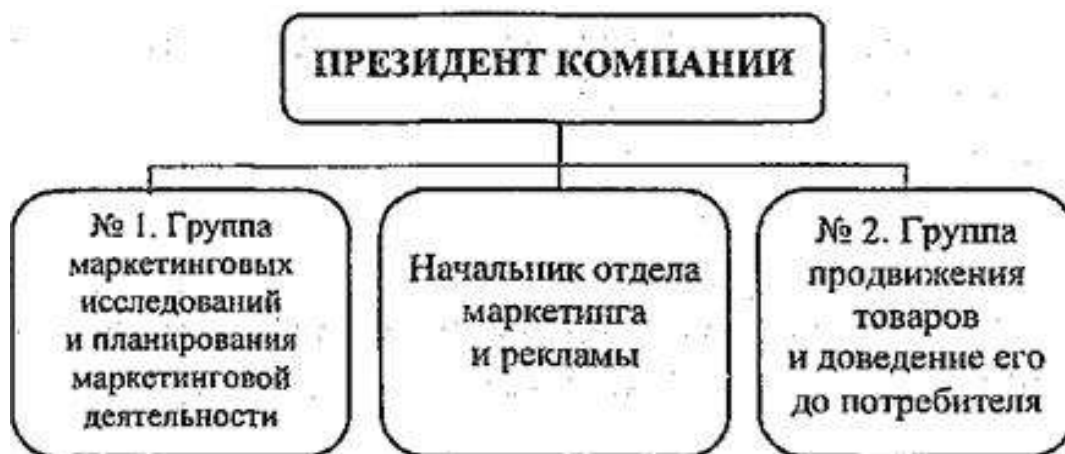 ПРЕЗИДЕНТ КОМПАНИИ
№ 1. Группа
маркетинговых
исследований
и планирования
маркетинговой
деятельности
Начальник отдела
маркетинга
и рекламы
№ 2. Группа
продвижения
товаров
и доведение его
до потребителя